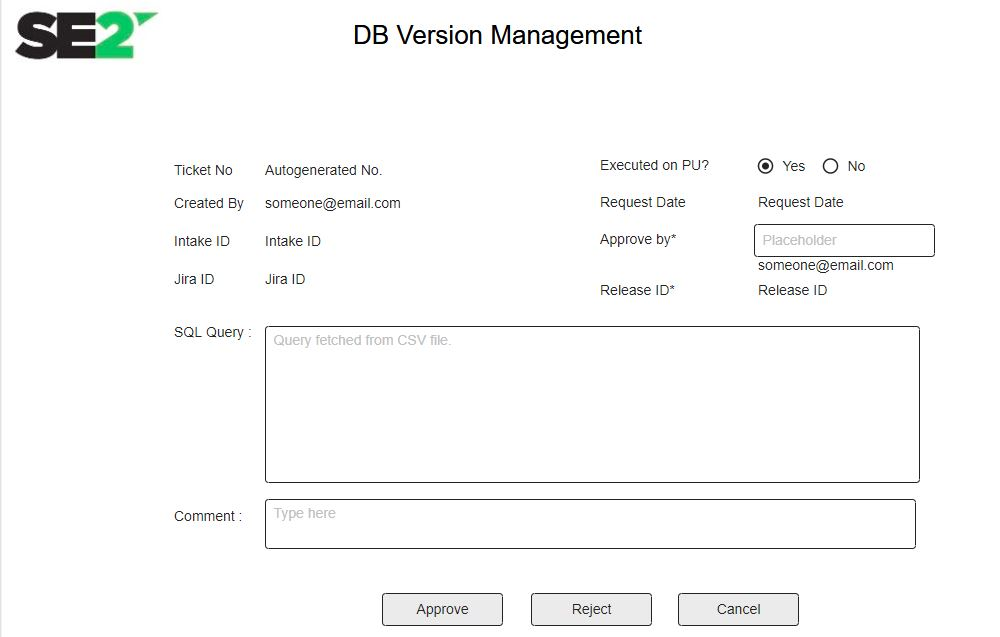 SE2
DB Version Management
Ticket No Autogenerated No.
Executed on PU? Yes No
Created By someone@email.com
Request Date Request Date
Intake ID Intake ID
Approve by* Placeholder
someone@email.com
Jira ID Jira ID
Release ID* Release ID
SQL Query : Query fetched from CSV file.
Comment : Type here
Approve Reject Cancel